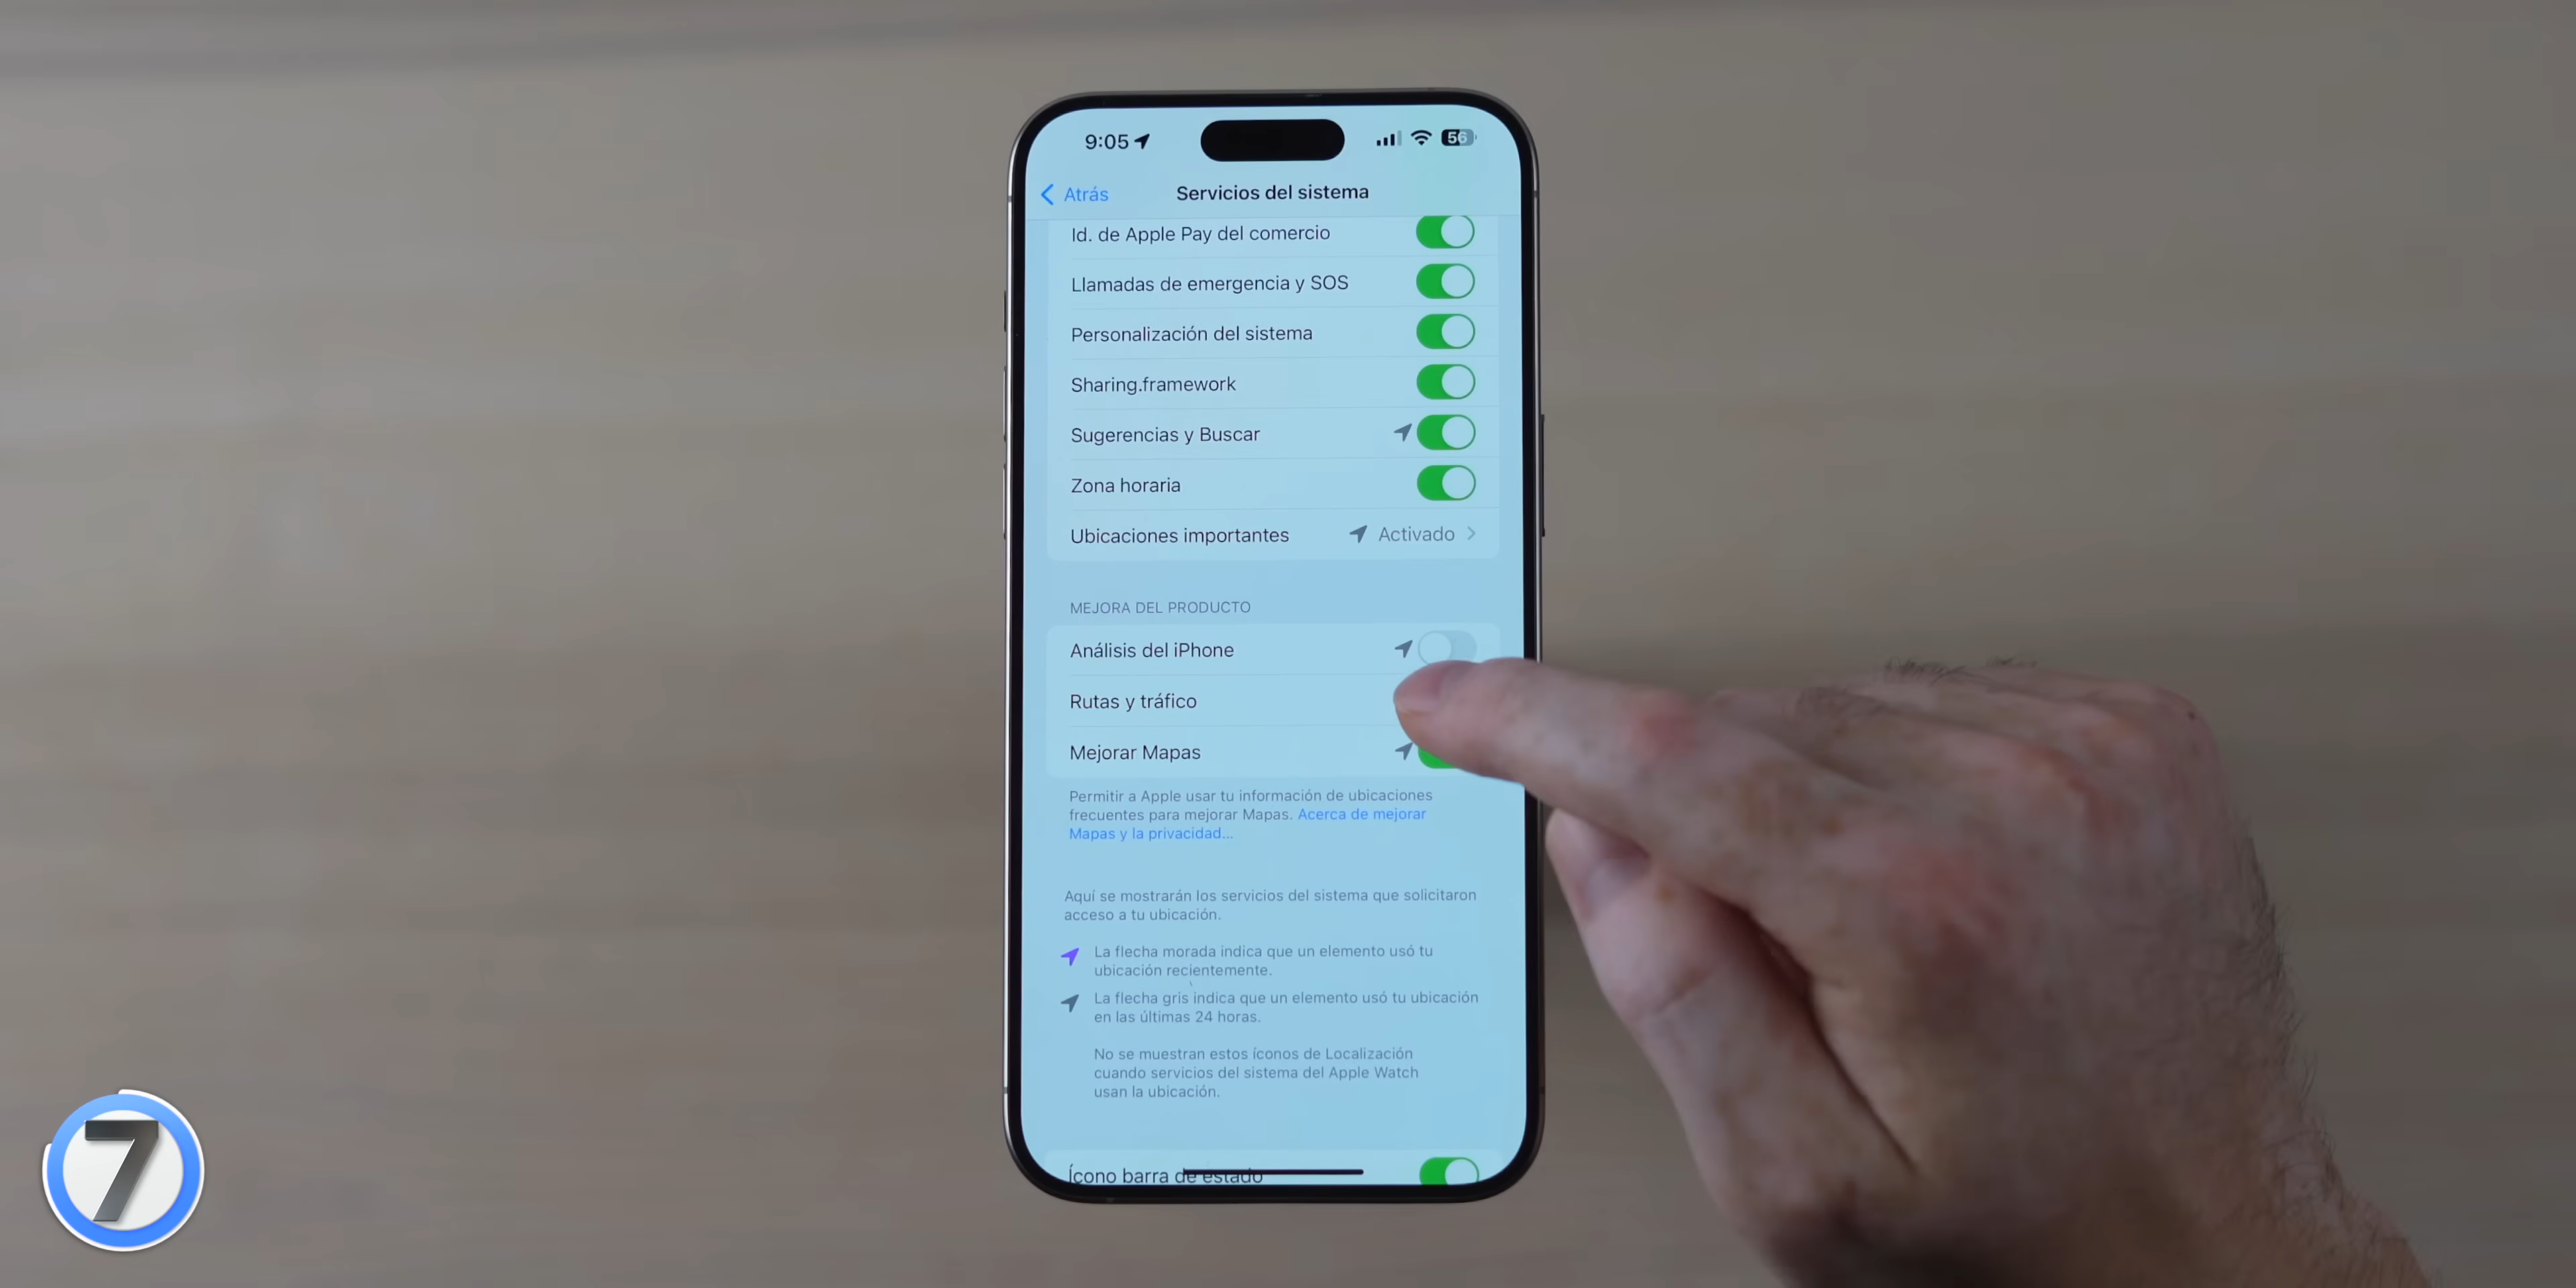 9:05
56
Atrás
Servicios del sistema
Id. de Apple Pay del comercio
Llamadas de emergencia y SOS
Personalización del sistema
Sharing.framework
Sugerencias y Buscar
Zona horaria
Ubicaciones importantes Activado
MEJORA DEL PRODUCTO
Análisis del iPhone
Rutas y tráfico
Mejorar Mapas
Permitir a Apple usar tu información de ubicaciones
frecuentes para mejorar Mapas. Acerca de mejorar
Mapas y la privacidad...
Aquí se mostrarán los servicios del sistema que solicitaron
acceso a tu ubicación.
La flecha morada indica que un elemento usó tu
ubicación recientemente.
La flecha gris indica que un elemento usó tu ubicación
en las últimas 24 horas.
No se muestran estos íconos de Localización
cuando servicios del sistema del Apple Watch
usan la ubicación.
Ícono barra de estado
7